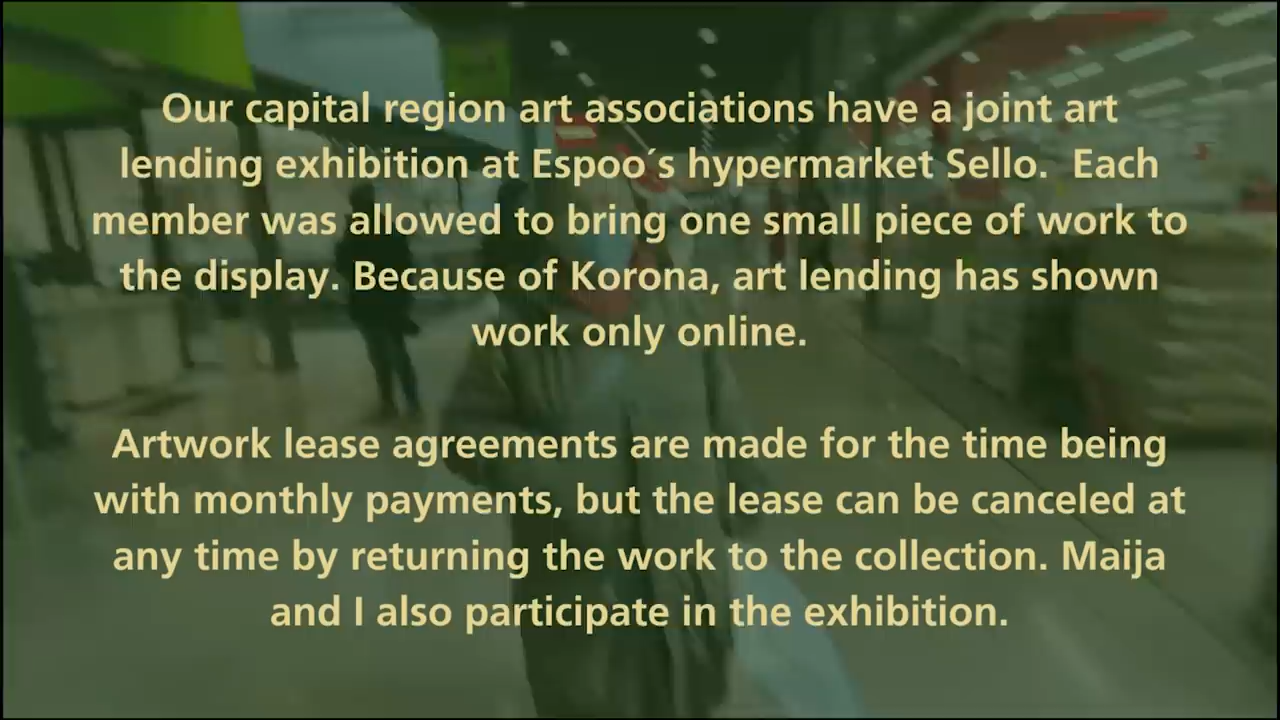 Our capital region art associations have a joint art
lending exhibition at Espoo´s hypermarket Sello.  Each
member was allowed to bring one small piece of work to
the display. Because of Korona, art lending has shown
work only online.
Artwork lease agreements are made for the time being
with monthly payments, but the lease can be canceled at
any time by returning the work to the collection. Maija
and I also participate in the exhibition.